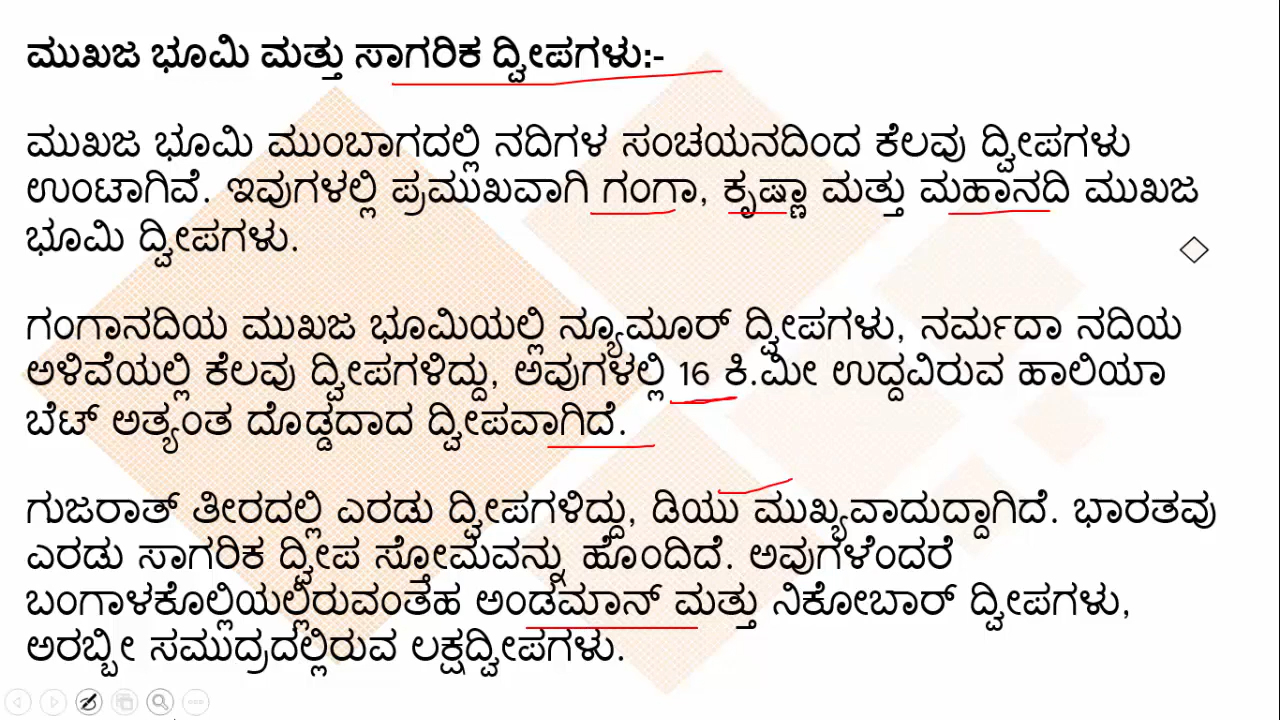 ಮುಖಜ ಭೂಮಿ ಮತ್ತು ಸಾಗರಿಕ ದ್ವೀಪಗಳು:-
ಮುಖಜ ಭೂಮಿ ಮುಂಬಾಗದಲ್ಲಿ ನದಿಗಳ ಸಂಚಯನದಿಂದ ಕೆಲವು ದ್ವೀಪಗಳು
ಉಂಟಾಗಿವೆ. ಇವುಗಳಲ್ಲಿ ಪ್ರಮುಖವಾಗಿ ಗಂಗಾ, ಕೃಷ್ಣಾ ಮತ್ತು ಮಹಾನದಿ ಮುಖಜ
ಭೂಮಿ ದ್ವೀಪಗಳು.
ಗಂಗಾನದಿಯ ಮುಖಜ ಭೂಮಿಯಲ್ಲಿ ನ್ಯೂಮೂರ್ ದ್ವೀಪಗಳು, ನರ್ಮದಾ ನದಿಯ
ಅಳಿವೆಯಲ್ಲಿ ಕೆಲವು ದ್ವೀಪಗಳಿದ್ದು, ಅವುಗಳಲ್ಲಿ 16 ಕಿ.ಮೀ ಉದ್ದವಿರುವ ಹಾಲಿಯಾ
ಬೆಟ್ ಅತ್ಯಂತ ದೊಡ್ಡದಾದ ದ್ವೀಪವಾಗಿದೆ.
ಗುಜರಾತ್ ತೀರದಲ್ಲಿ ಎರಡು ದ್ವೀಪಗಳಿದ್ದು, ಡಿಯು ಮುಖ್ಯವಾದುದ್ದಾಗಿದೆ. ಭಾರತವು
ಎರಡು ಸಾಗರಿಕ ದ್ವೀಪ ಸ್ತೋಮವನ್ನು ಹೊಂದಿದೆ. ಅವುಗಳೆಂದರೆ
ಬಂಗಾಳಕೊಲ್ಲಿಯಲ್ಲಿರುವಂತಹ ಅಂಡಮಾನ್ ಮತ್ತು ನಿಕೋಬಾರ್ ದ್ವೀಪಗಳು,
ಅರಬ್ಬೀ ಸಮುದ್ರದಲ್ಲಿರುವ ಲಕ್ಷದ್ವೀಪಗಳು.